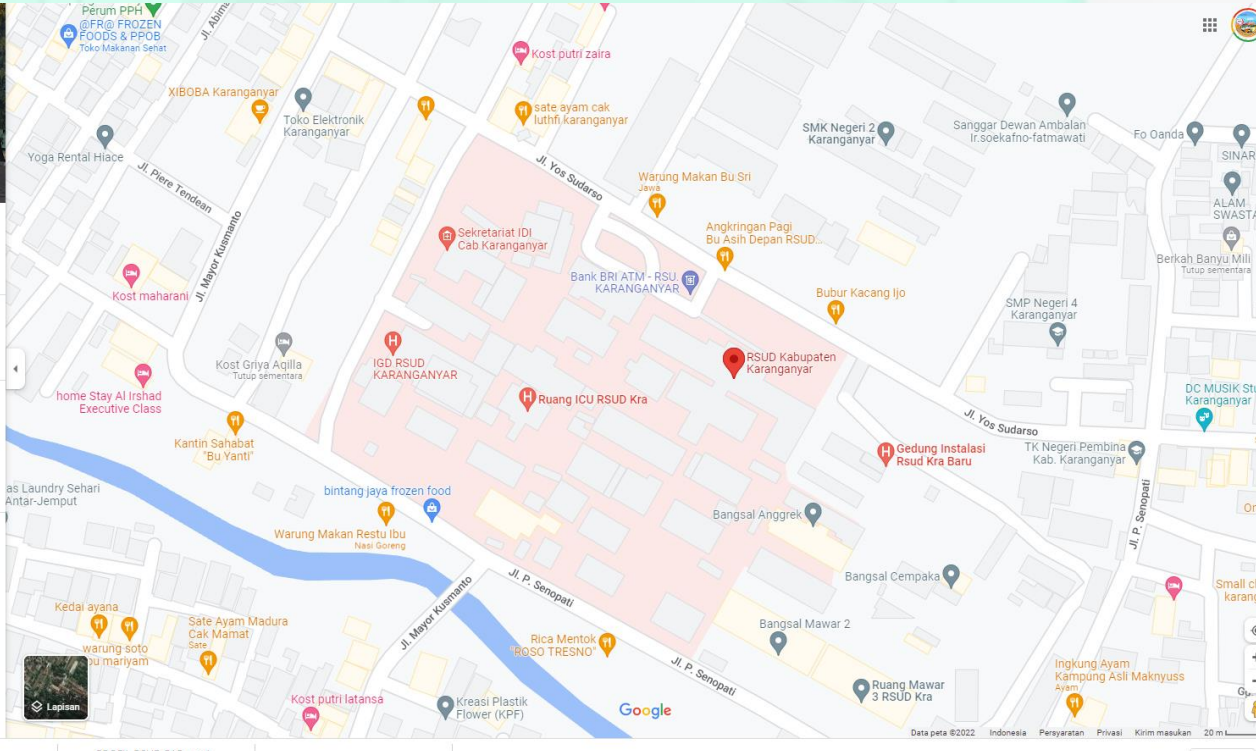 Perum PPH
@FR@ FROZEN
FOODS & PPOB
Toko Makanan Sehat
Jl. Abima
Kost putri zaira
XIBOBA Karanganyar
Toko Elektronik
Karanganyar
sate ayam cak
luthfi karanganyar
SMK Negeri 2
Karanganyar
Sanggar Dewan Ambalan
Ir.soekafno-fatmawati
Fo Oanda
SINAR
Yoga Rental Hiace
Jl. Piere Tendean
Jl. Yos Sudarso
Warung Makan Bu Sri
Jawa
ALAM
SWASTA
Jl. Mayor Kusmanto
Sekretariat IDI
Cab Karanganyar
Angkringan Pagi
Bu Asih Depan RSUD...
Berkah Banyu Mili
Tutup sementara
Kost maharani
Bank BRI ATM - RSU.
KARANGANYAR
Bubur Kacang Ijo
SMP Negeri 4
Karanganyar
Kost Griya Aqilla
Tutup sementara
IGD RSUD
KARANGANYAR
RSUD Kabupaten
Karanganyar
home Stay Al Irshad
Executive Class
Ruang ICU RSUD Kra
DC MUSIK Stu
Karanganyar
Jl. Yos Sudarso
Kantin Sahabat
"Bu Yanti"
Gedung Instalasi
Rsud Kra Baru
TK Negeri Pembina
Kab. Karanganyar
as Laundry Sehari
Antar-Jemput
bintang jaya frozen food
Bangsal Anggrek
Jl. P. Senopati
Warung Makan Restu Ibu
Nasi Goreng
Jl. P. Senopati
Bangsal Cempaka
Small c
karang
Kedai ayana
Jl. Mayor Kusmanto
Sate Ayam Madura
Cak Mamat
Sate
Bangsal Mawar 2
warung soto
bu mariyam
Rica Mentok
"ROSO TRESNO"
Jl. P. Senopati
Ingkung Ayam
Kampung Asli Maknyuss
Ayam
Ruang Mawar
3 RSUD Kra
Lapisan
Kost putri latansa
Kreasi Plastik
Flower (KPF)
Google
Data peta ©2022 Indonesia Persyaratan Privasi Kirim masukan 20 m